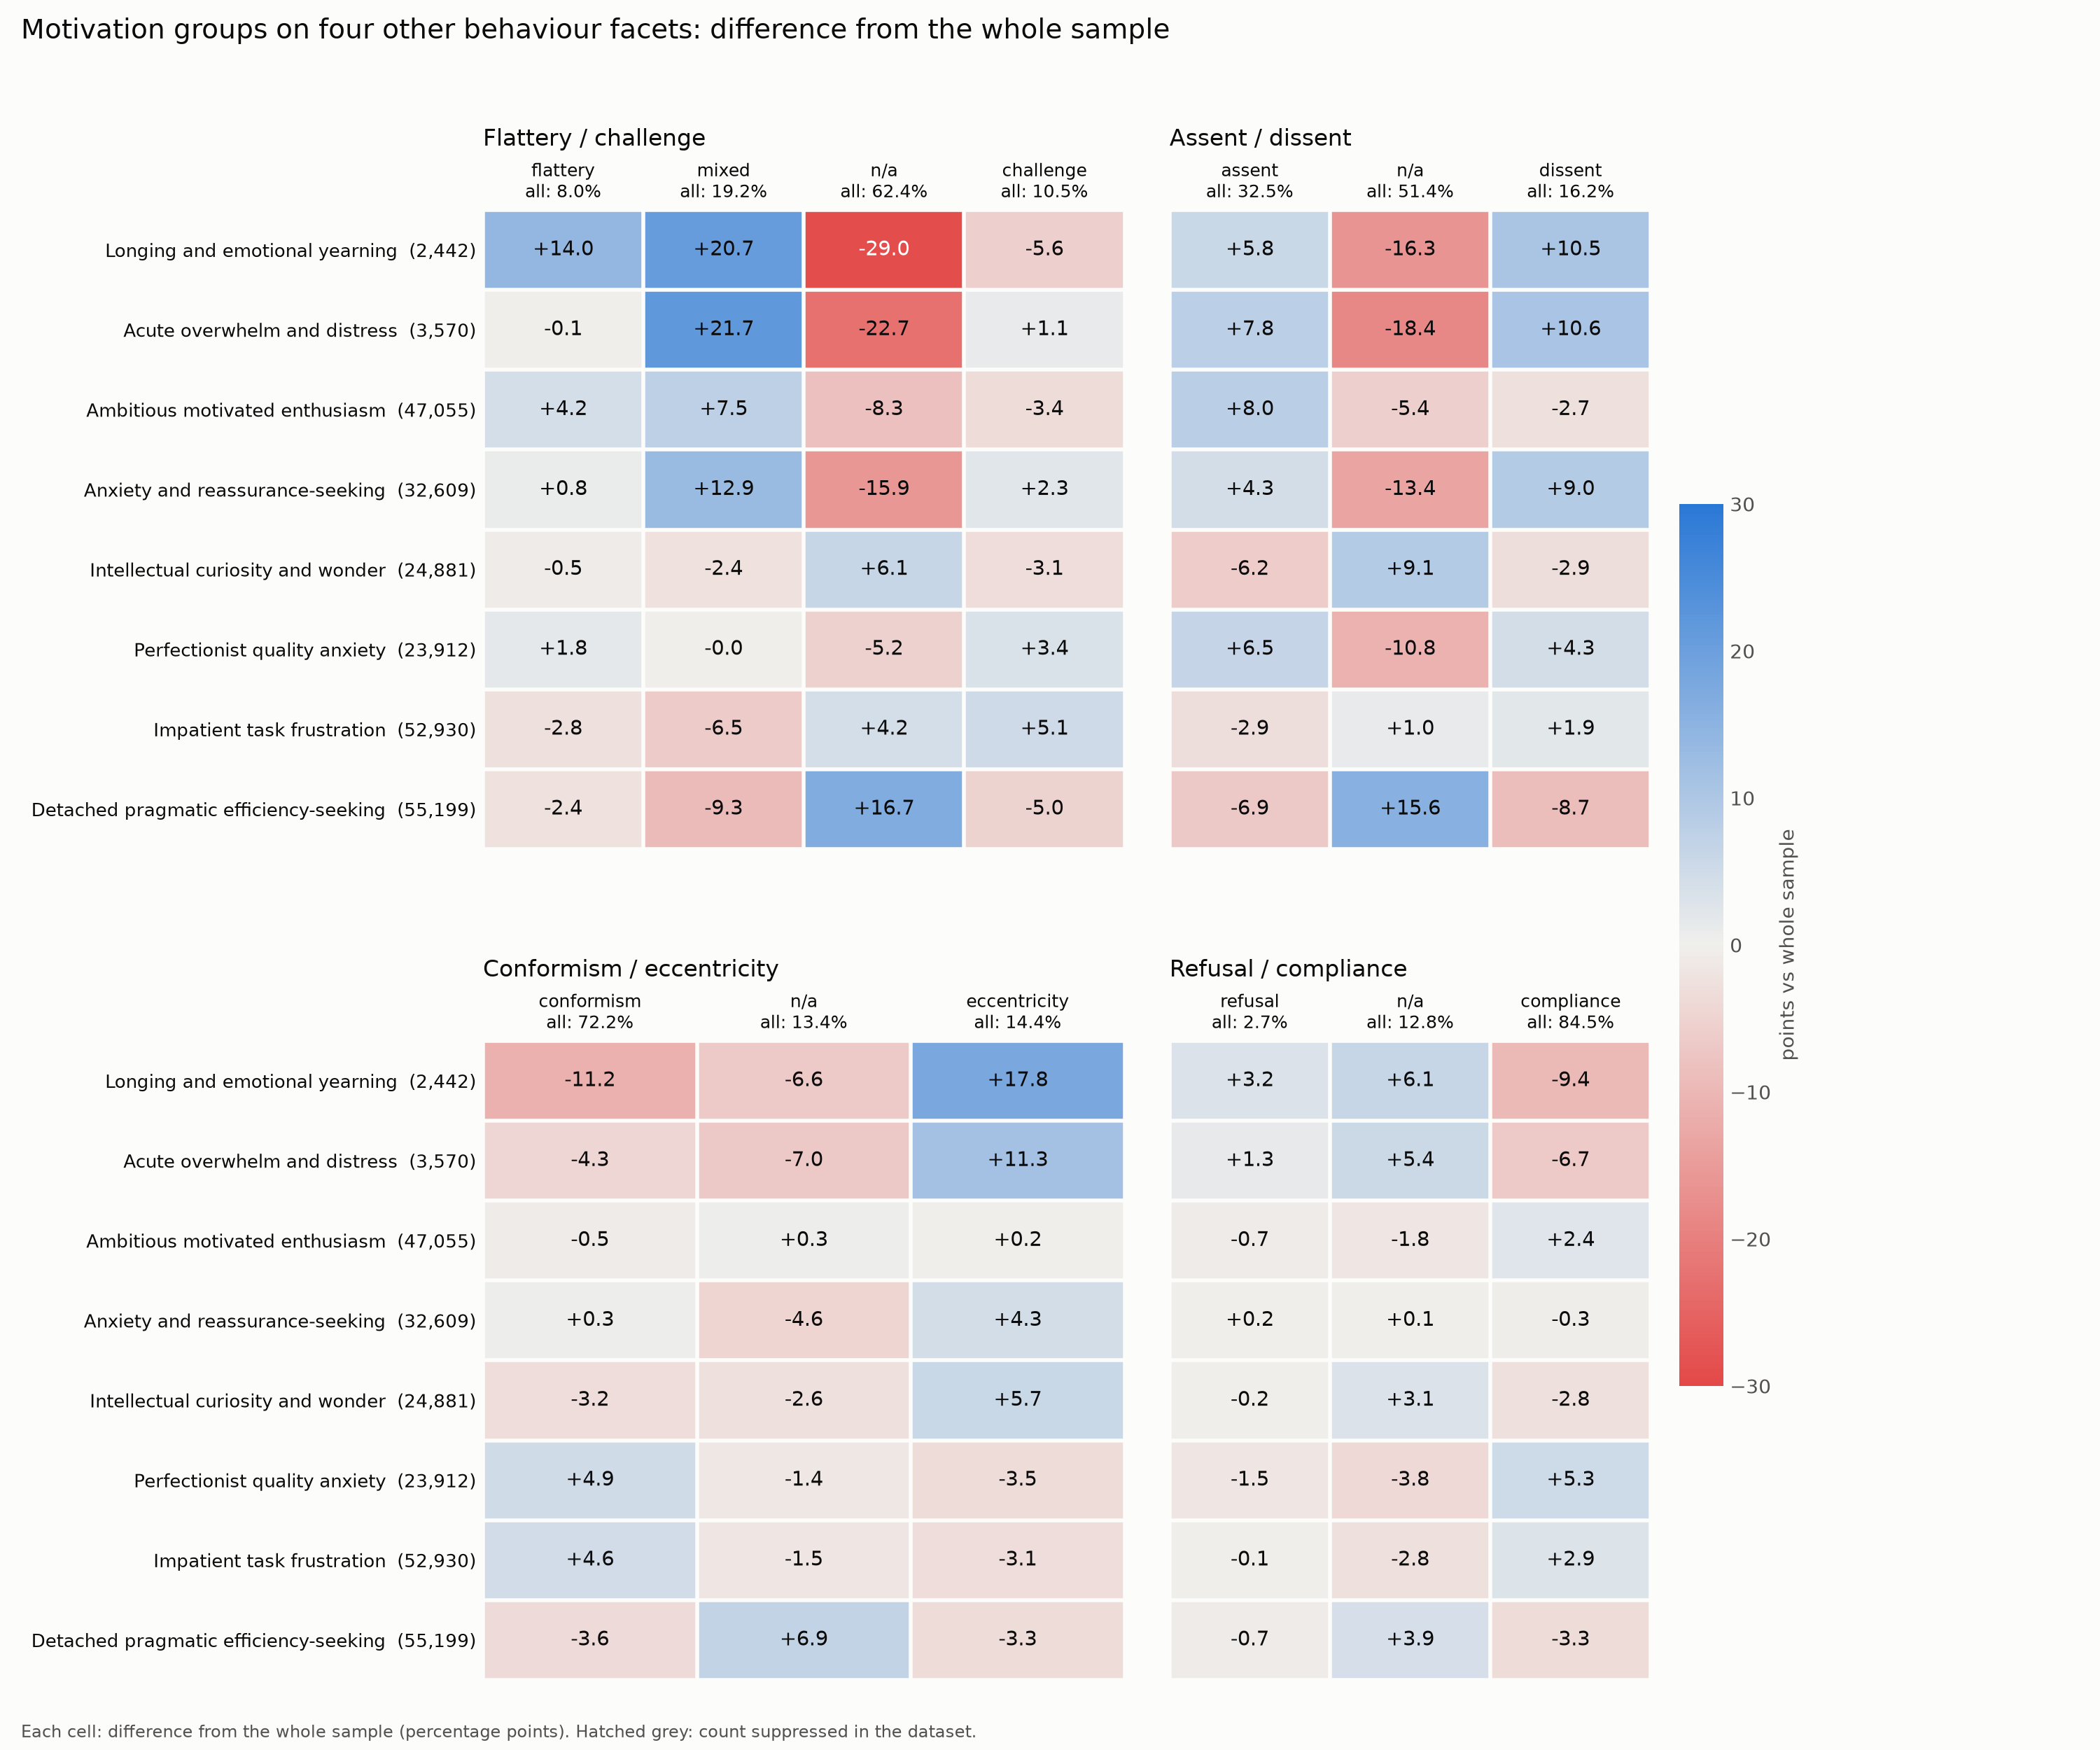 Motivation groups on four other behaviour facets: difference from the whole sample
Flattery / challenge
flattery mixed n/a challenge
all: 8.0% all: 19.2% all: 62.4% all: 10.5%
Longing and emotional yearning (2,442) +14.0 +20.7 -29.0 -5.6
Acute overwhelm and distress (3,570) -0.1 +21.7 -22.7 +1.1
Ambitious motivated enthusiasm (47,055) +4.2 +7.5 -8.3 -3.4
Anxiety and reassurance-seeking (32,609) +0.8 +12.9 -15.9 +2.3
Intellectual curiosity and wonder (24,881) -0.5 -2.4 +6.1 -3.1
Perfectionist quality anxiety (23,912) +1.8 -0.0 -5.2 +3.4
Impatient task frustration (52,930) -2.8 -6.5 +4.2 +5.1
Detached pragmatic efficiency-seeking (55,199) -2.4 -9.3 +16.7 -5.0
Assent / dissent
assent n/a dissent
all: 32.5% all: 51.4% all: 16.2%
+5.8 -16.3 +10.5
+7.8 -18.4 +10.6
+8.0 -5.4 -2.7
+4.3 -13.4 +9.0
-6.2 +9.1 -2.9
+6.5 -10.8 +4.3
-2.9 +1.0 +1.9
-6.9 +15.6 -8.7
Conformism / eccentricity
conformism n/a eccentricity
all: 72.2% all: 13.4% all: 14.4%
Longing and emotional yearning (2,442) -11.2 -6.6 +17.8
Acute overwhelm and distress (3,570) -4.3 -7.0 +11.3
Ambitious motivated enthusiasm (47,055) -0.5 +0.3 +0.2
Anxiety and reassurance-seeking (32,609) +0.3 -4.6 +4.3
Intellectual curiosity and wonder (24,881) -3.2 -2.6 +5.7
Perfectionist quality anxiety (23,912) +4.9 -1.4 -3.5
Impatient task frustration (52,930) +4.6 -1.5 -3.1
Detached pragmatic efficiency-seeking (55,199) -3.6 +6.9 -3.3
Refusal / compliance
refusal n/a compliance
all: 2.7% all: 12.8% all: 84.5%
+3.2 +6.1 -9.4
+1.3 +5.4 -6.7
-0.7 -1.8 +2.4
+0.2 +0.1 -0.3
-0.2 +3.1 -2.8
-1.5 -3.8 +5.3
-0.1 -2.8 +2.9
-0.7 +3.9 -3.3
30
20
10
0
−10
−20
−30
points vs whole sample
Each cell: difference from the whole sample (percentage points). Hatched grey: count suppressed in the dataset.